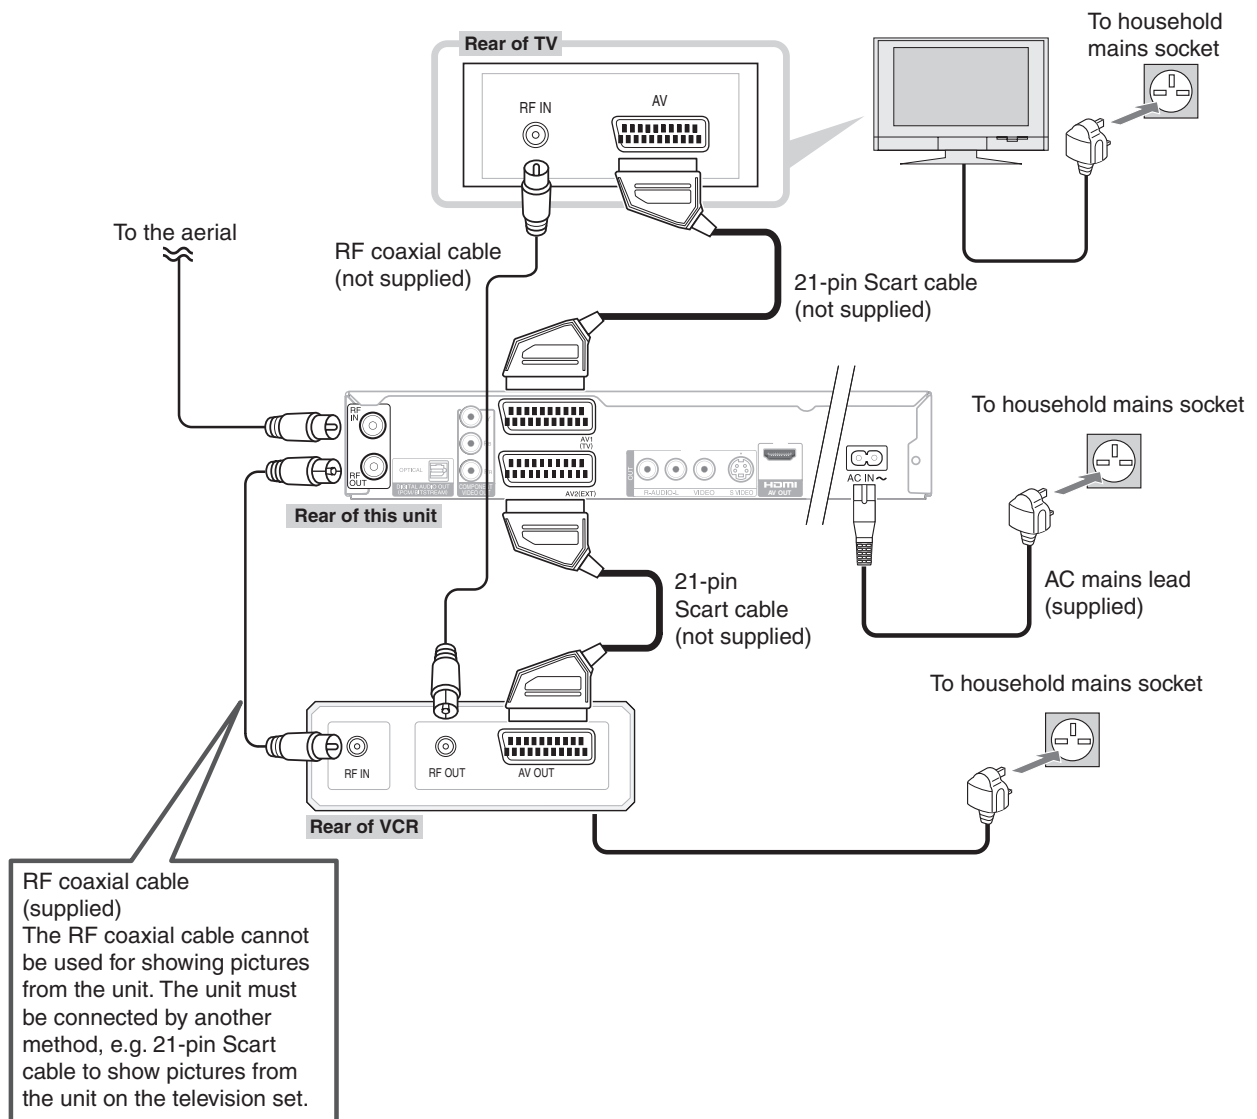 Rear of TV
RF IN
AV
To household
mains socket
To the aerial
RF coaxial cable
(not supplied)
21-pin Scart cable
(not supplied)
RF
IN
RF
OUT
OPTICAL
DIGITAL AUDIO OUT
(PCM/BITSTREAM)
COMPONENT
VIDEO OUT
AV1
(TV)
AV2(EXT)
OUT
R-AUDIO-L
VIDEO
S VIDEO
HDMI
AV OUT
AC IN ~
Rear of this unit
To household mains socket
AC mains lead
(supplied)
21-pin
Scart cable
(not supplied)
To household mains socket
RF IN
RF OUT
AV OUT
Rear of VCR
RF coaxial cable
(supplied)
The RF coaxial cable cannot
be used for showing pictures
from the unit. The unit must
be connected by another
method, e.g. 21-pin Scart
cable to show pictures from
the unit on the television set.